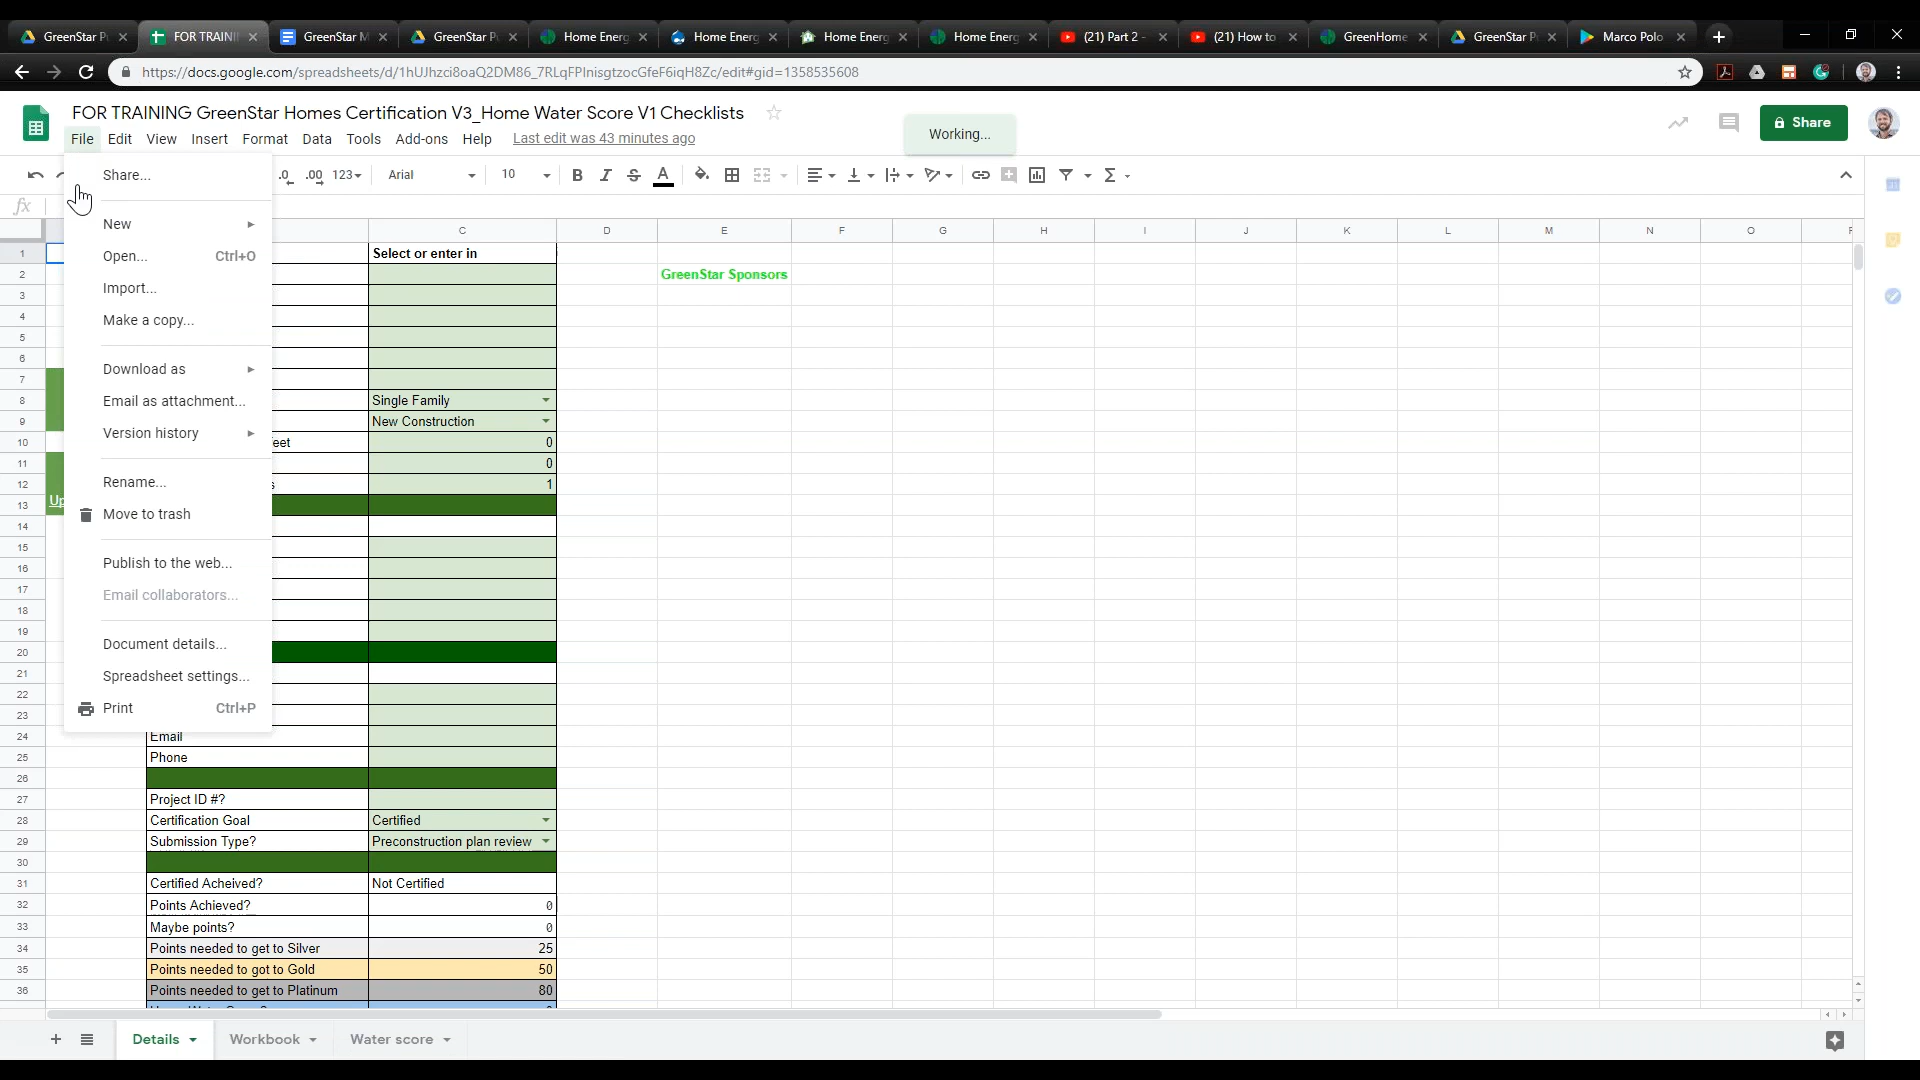 GreenStar P
FOR TRAINI
GreenStar M
GreenStar P
Home Energ
Home Energ
Home Energ
Home Energ
(21) Part 2 -
(21) How to
GreenHome
GreenStar P
Marco Polo
https://docs.google.com/spreadsheets/d/1hUJhzci8oaQ2DM86_7RLqFPInisgtzocGfeF6iqH8Zc/edit#gid=1358535608
FOR TRAINING GreenStar Homes Certification V3_Home Water Score V1 Checklists
Working...
Share
File Edit View Insert Format Data Tools Add-ons Help Last edit was 43 minutes ago
.0 .00 123 Arial 10 B I S A Σ
fx
C D E F G H I J K L M N O
Share...
New
Open... Ctrl+O
Import...
Make a copy...
Download as
Email as attachment...
Version history
Rename...
Move to trash
Publish to the web...
Email collaborators...
Document details...
Spreadsheet settings...
Print Ctrl+P
1 Select or enter in
2 GreenStar Sponsors
3
4
5
6
7
8 Single Family
9 New Construction
10 eet 0
11 0
12 s 1
13 Up
14
15
16
17
18
19
20
21
22
23
24 Email
25 Phone
26
27 Project ID #?
28 Certification Goal Certified
29 Submission Type? Preconstruction plan review
30
31 Certified Acheived? Not Certified
32 Points Achieved? 0
33 Maybe points? 0
34 Points needed to get to Silver 25
35 Points needed to got to Gold 50
36 Points needed to get to Platinum 80
Details Workbook Water score